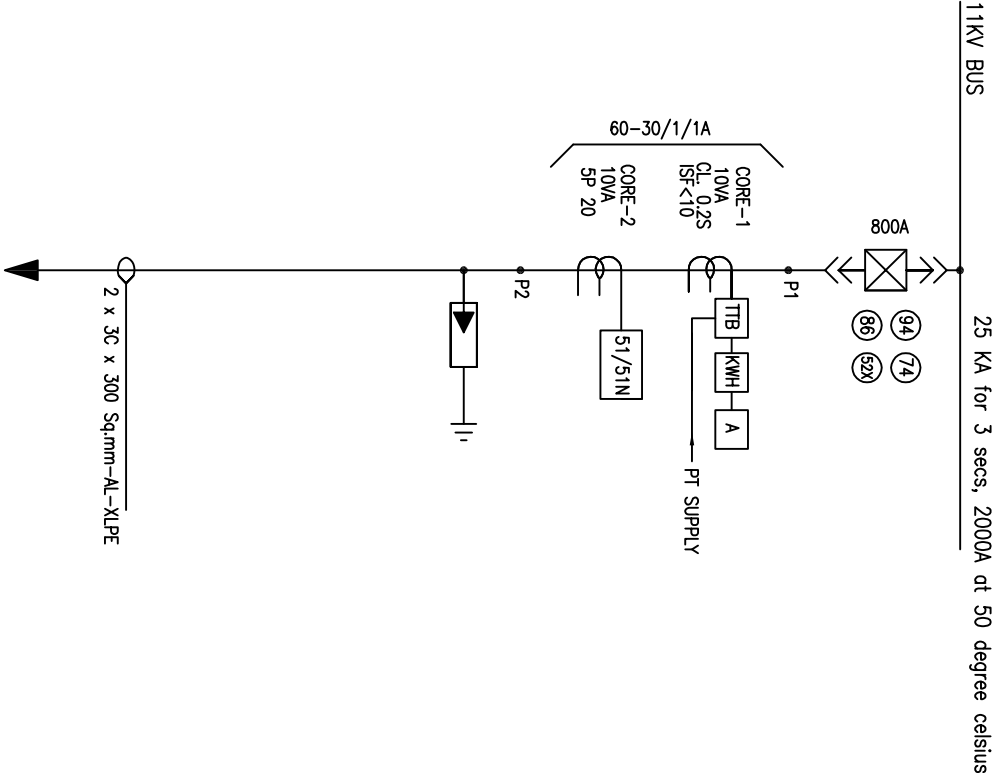 11KV BUS
25 KA for 3 secs, 2000A at 50 degree celsius
800A
94
74
86
52X
P1
60-30/1/1A
CORE-1
10VA
CL. 0.2S
ISF<10
TTB
KWH
A
PT SUPPLY
CORE-2
10VA
5P 20
51/51N
P2
2 x 3C x 300 Sq.mm-AL-XLPE